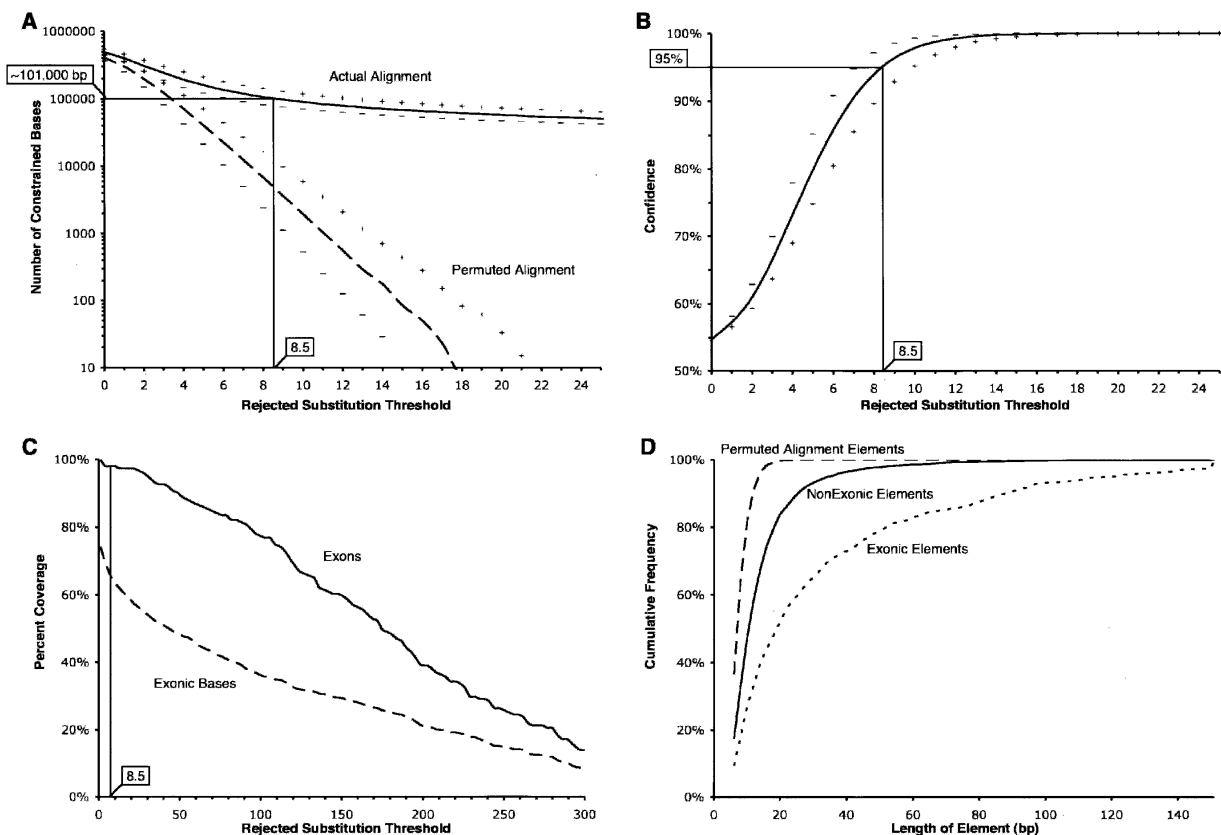 A
1000000
~101,000 bp
100000
10000
1000
100
10
Number of Constrained Bases
Actual Alignment
Permuted Alignment
8.5
0 2 4 6 8 10 12 14 16 18 20 22 24
Rejected Substitution Threshold
B
100%
95%
90%
80%
70%
60%
50%
Confidence
8.5
0 2 4 6 8 10 12 14 16 18 20 22 24
Rejected Substitution Threshold
C
100%
80%
60%
40%
20%
0%
Percent Coverage
Exons
Exonic Bases
8.5
0 50 100 150 200 250 300
Rejected Substitution Threshold
D
Permuted Alignment Elements
100%
80%
60%
40%
20%
0%
Cumulative Frequency
NonExonic Elements
Exonic Elements
0 20 40 60 80 100 120 140
Length of Element (bp)